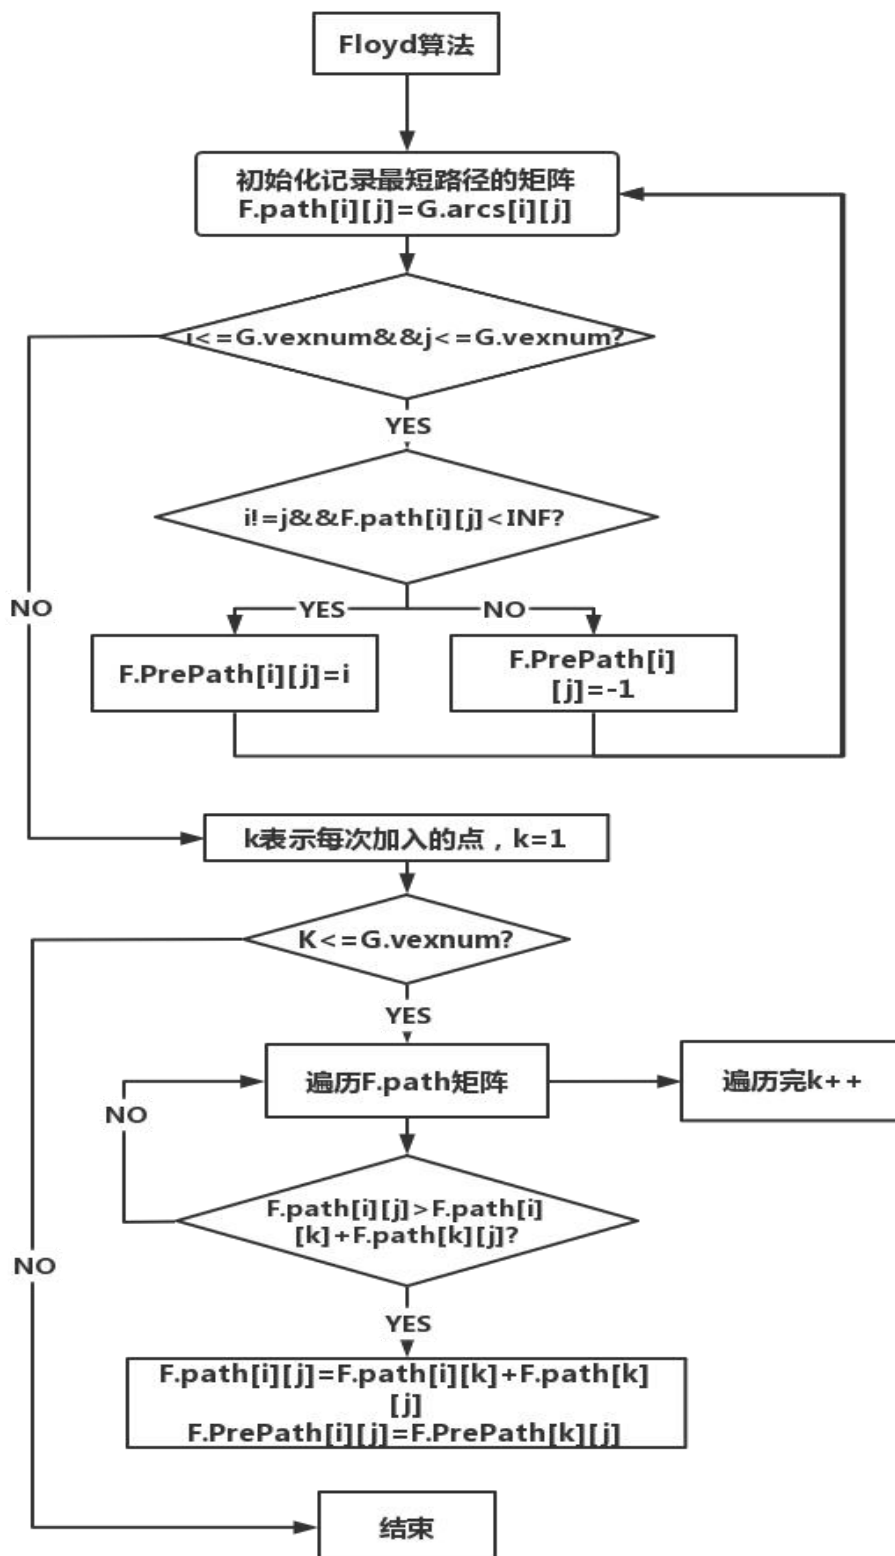 Floyd算法
初始化记录最短路径的矩阵
F.path[i][j]=G.arcs[i][j]
i<=G.vexnum&&j<=G.vexnum?
YES
i!=j&&F.path[i][j]<INF?
NO
YES
NO
F.PrePath[i][j]=i
F.PrePath[i]
[j]=-1
k表示每次加入的点，k=1
K<=G.vexnum?
YES
遍历F.path矩阵
遍历完k++
NO
F.path[i][j]>F.path[i]
[k]+F.path[k][j]?
NO
YES
F.path[i][j]=F.path[i][k]+F.path[k]
[j]
F.PrePath[i][j]=F.PrePath[k][j]
结束